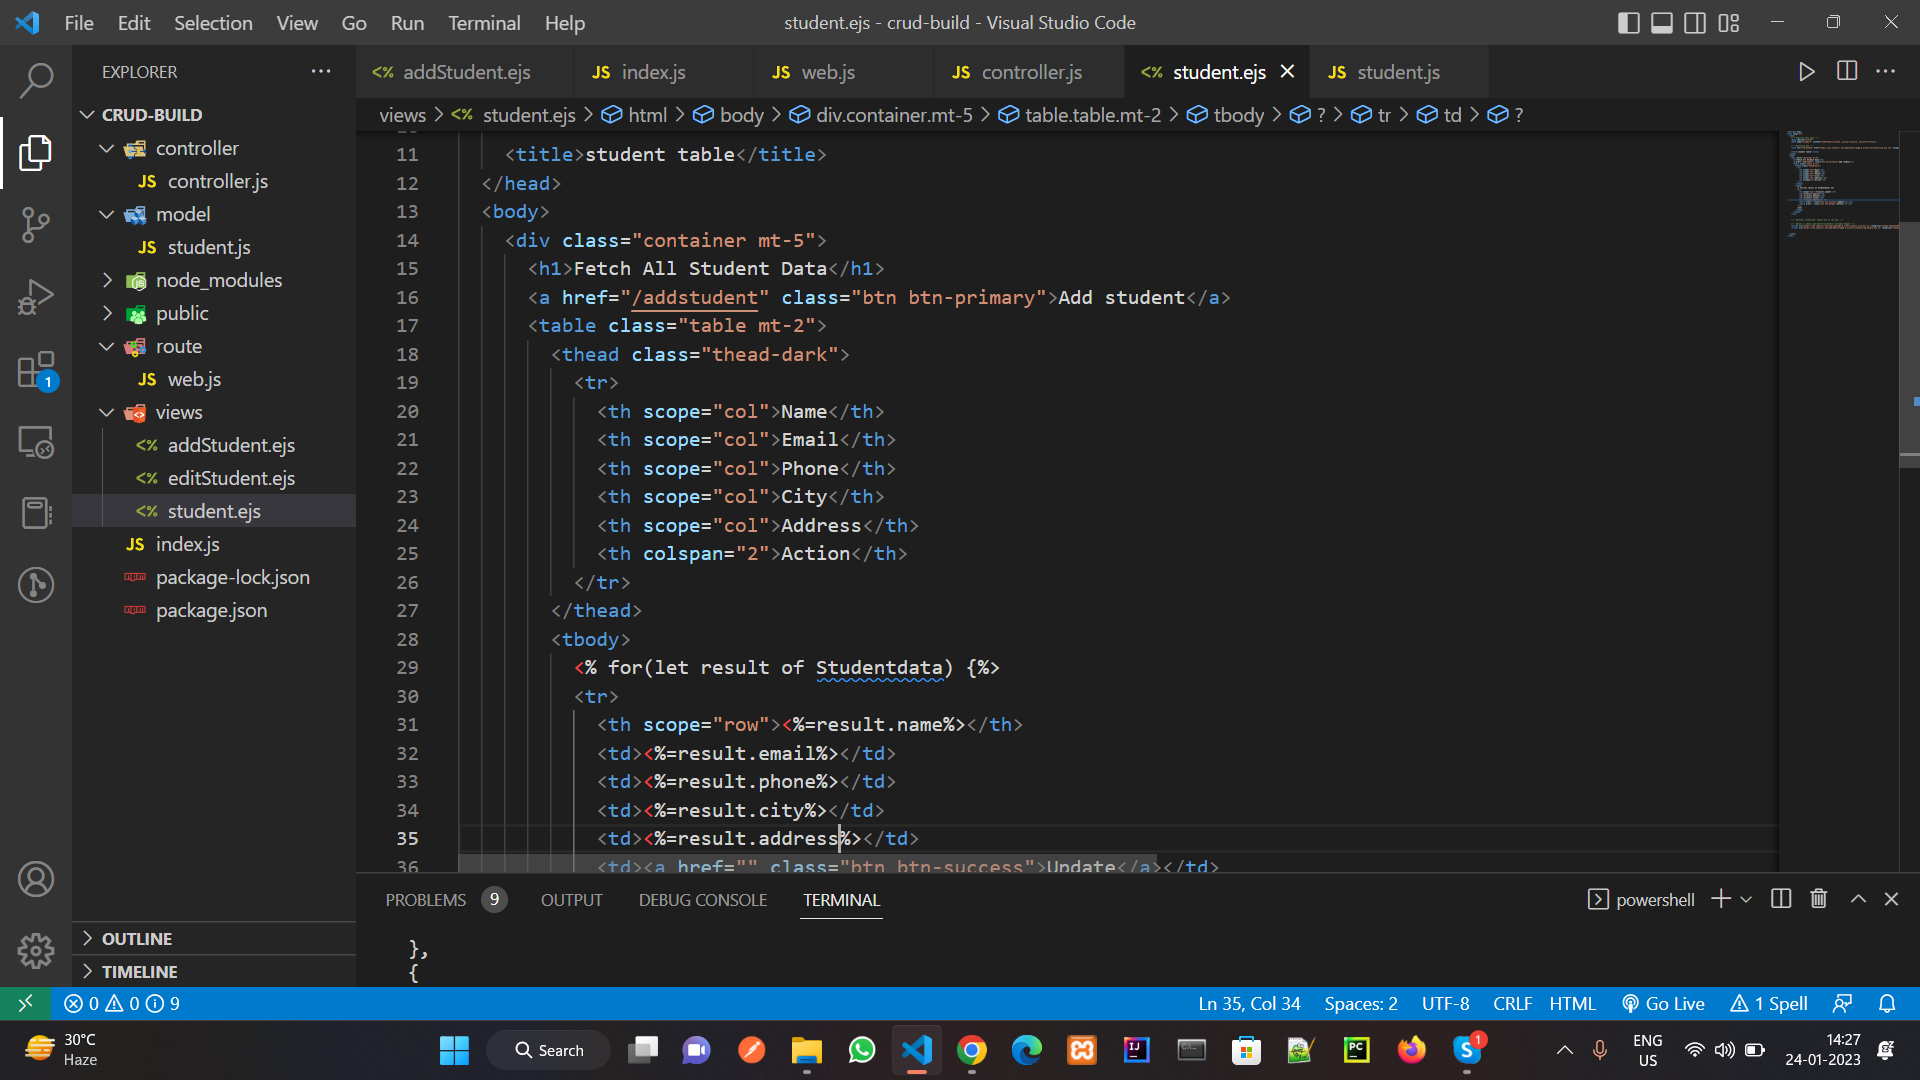 File Edit Selection View Go Run Terminal Help
student.ejs - crud-build - Visual Studio Code
EXPLORER
CRUD-BUILD
controller
JS controller.js
model
JS student.js
node_modules
public
route
JS web.js
views
<% addStudent.ejs
<% editStudent.ejs
<% student.ejs
JS index.js
package-lock.json
package.json
OUTLINE
TIMELINE
<% addStudent.ejs JS index.js JS web.js JS controller.js <% student.ejs JS student.js
views > <% student.ejs > html > body > div.container.mt-5 > table.table.mt-2 > tbody > ? > tr > td > ?
11 <title>student table</title>
12 </head>
13 <body>
14 <div class="container mt-5">
15 <h1>Fetch All Student Data</h1>
16 <a href="/addstudent" class="btn btn-primary">Add student</a>
17 <table class="table mt-2">
18 <thead class="thead-dark">
19 <tr>
20 <th scope="col">Name</th>
21 <th scope="col">Email</th>
22 <th scope="col">Phone</th>
23 <th scope="col">City</th>
24 <th scope="col">Address</th>
25 <th colspan="2">Action</th>
26 </tr>
27 </thead>
28 <tbody>
29 <% for(let result of Studentdata) {%>
30 <tr>
31 <th scope="row"><%=result.name%></th>
32 <td><%=result.email%></td>
33 <td><%=result.phone%></td>
34 <td><%=result.city%></td>
35 <td><%=result.address%></td>
36 <td><a href="" class="btn btn-success">Update</a></td>
PROBLEMS 9 OUTPUT DEBUG CONSOLE TERMINAL
powershell
},
{
0 0 9
Ln 35, Col 34 Spaces: 2 UTF-8 CRLF HTML Go Live 1 Spell
30°C
Haze
Search
ENG
US
14:27
24-01-2023